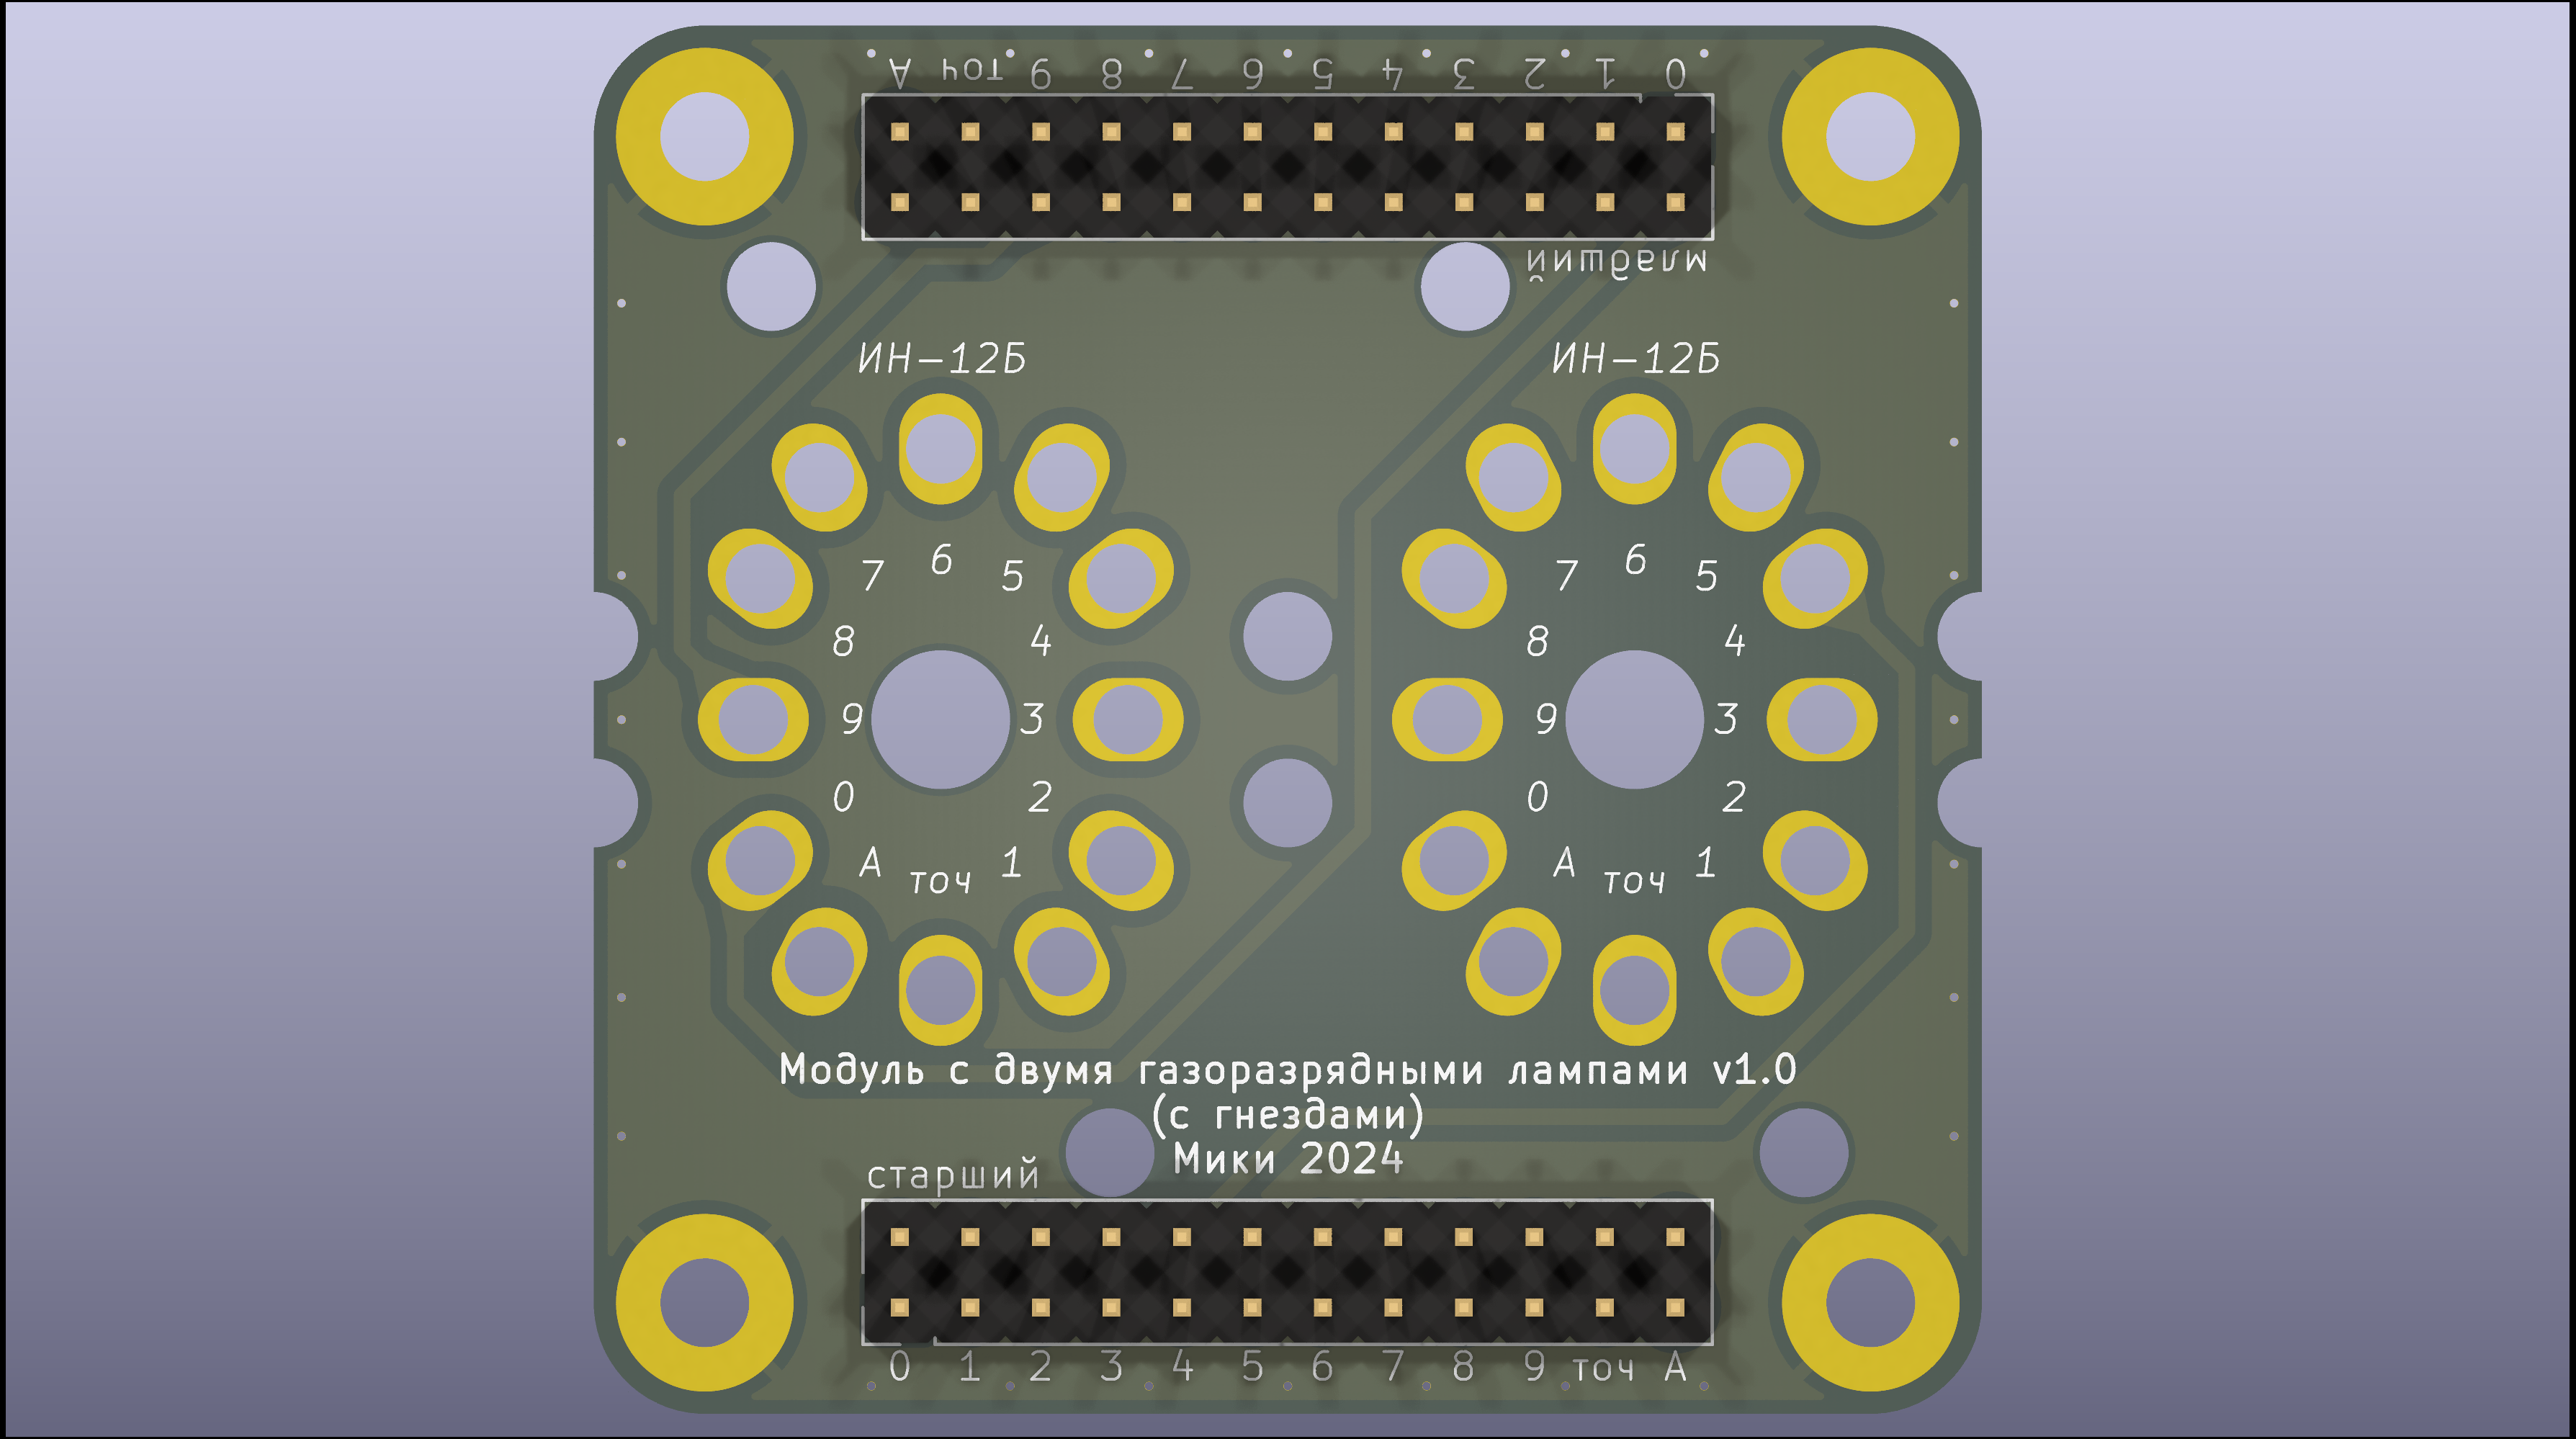 А точ 9 8 7 6 5 4 3 2 1 0
младший
ИН-12Б
6
7 5
8 4
9 3
0 2
А точ 1
ИН-12Б
6
7 5
8 4
9 3
0 2
А точ 1
Модуль с двумя газоразрядными лампами v1.0
(с гнездами)
Мики 2024
старший
0 1 2 3 4 5 6 7 8 9 точ А